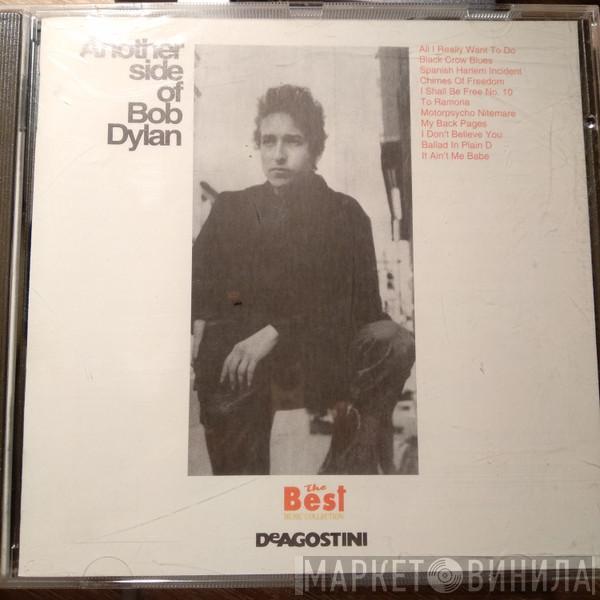 Another
side
of
Bob
Dylan
All I Really Want To Do
Black Crow Blues
Spanish Harlem Incident
Chimes Of Freedom
I Shall Be Free No. 10
To Ramona
Motorpsycho Nitemare
My Back Pages
I Don't Believe You
Ballad In Plain D
It Ain't Me Babe
The
Best
MUSIC COLLECTION
DeAGOSTINI
МАРКЕТ ВИНИЛА